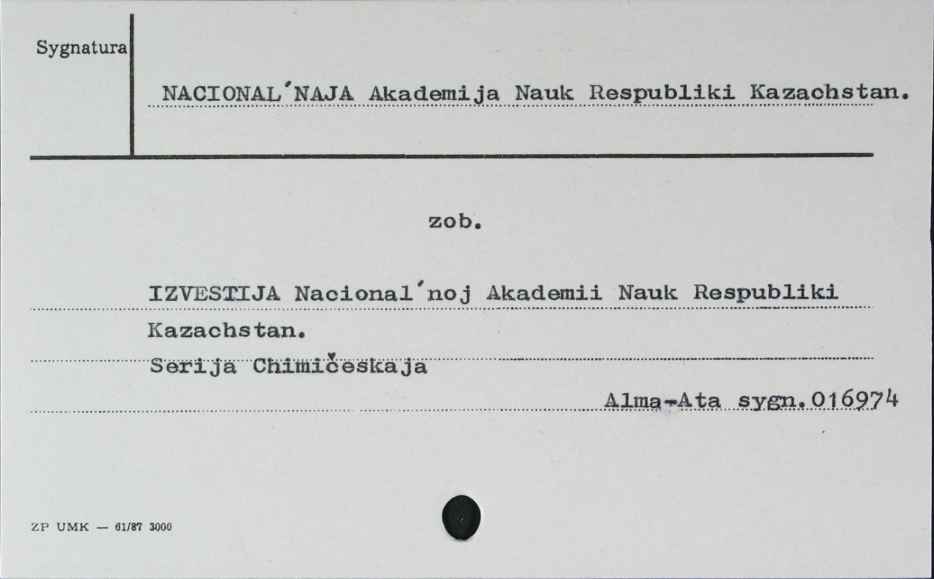 Sygnatura
NACIONAL´NAJA Akademija Nauk Respubliki Kazachstan.
zob.
IZVESTIJA Nacional´noj Akademii Nauk Respubliki
Kazachstan.
Serija Chimičeskaja
Alma-Ata sygn.016974
ZP UMK — 61/87 3000